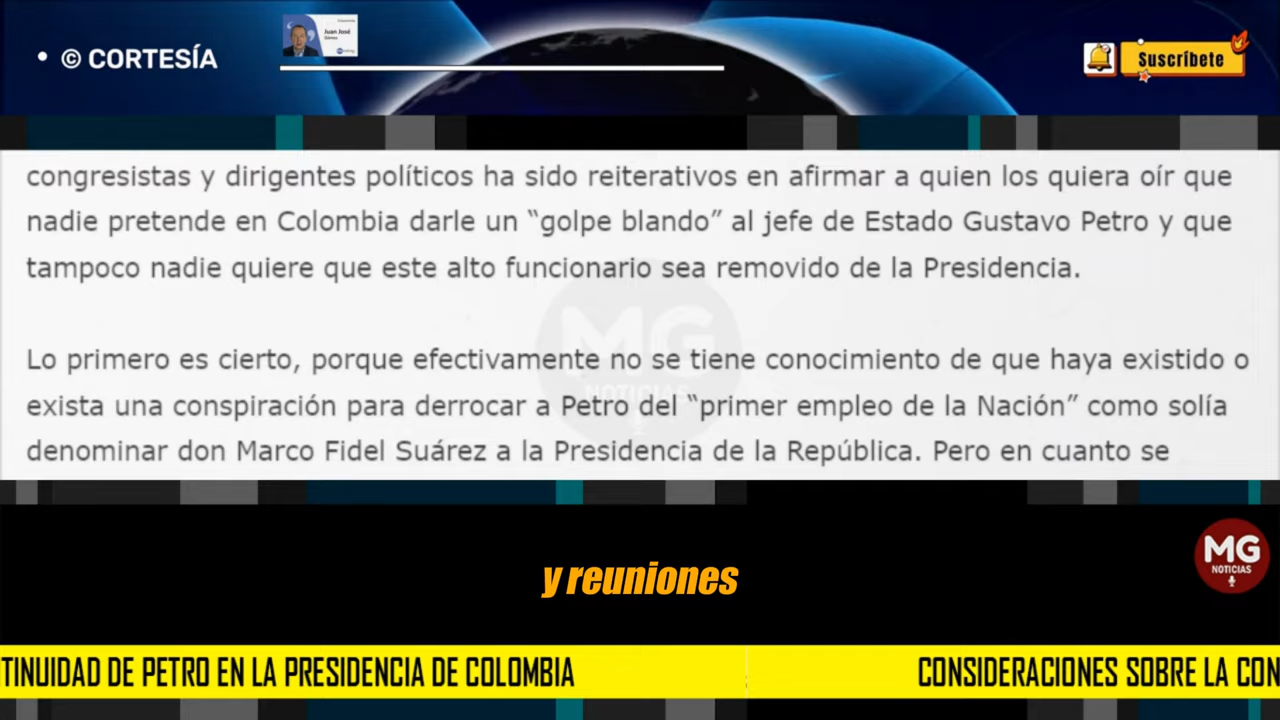 • © CORTESÍA
Juan José
Gómez
Suscríbete
congresistas y dirigentes políticos ha sido reiterativos en afirmar a quien los quiera oír que
nadie pretende en Colombia darle un “golpe blando” al jefe de Estado Gustavo Petro y que
tampoco nadie quiere que este alto funcionario sea removido de la Presidencia.
Lo primero es cierto, porque efectivamente no se tiene conocimiento de que haya existido o
exista una conspiración para derrocar a Petro del “primer empleo de la Nación” como solía
denominar don Marco Fidel Suárez a la Presidencia de la República. Pero en cuanto se
MG
NOTICIAS
y reuniones
MG
NOTICIAS
TINUIDAD DE PETRO EN LA PRESIDENCIA DE COLOMBIA
CONSIDERACIONES SOBRE LA CON